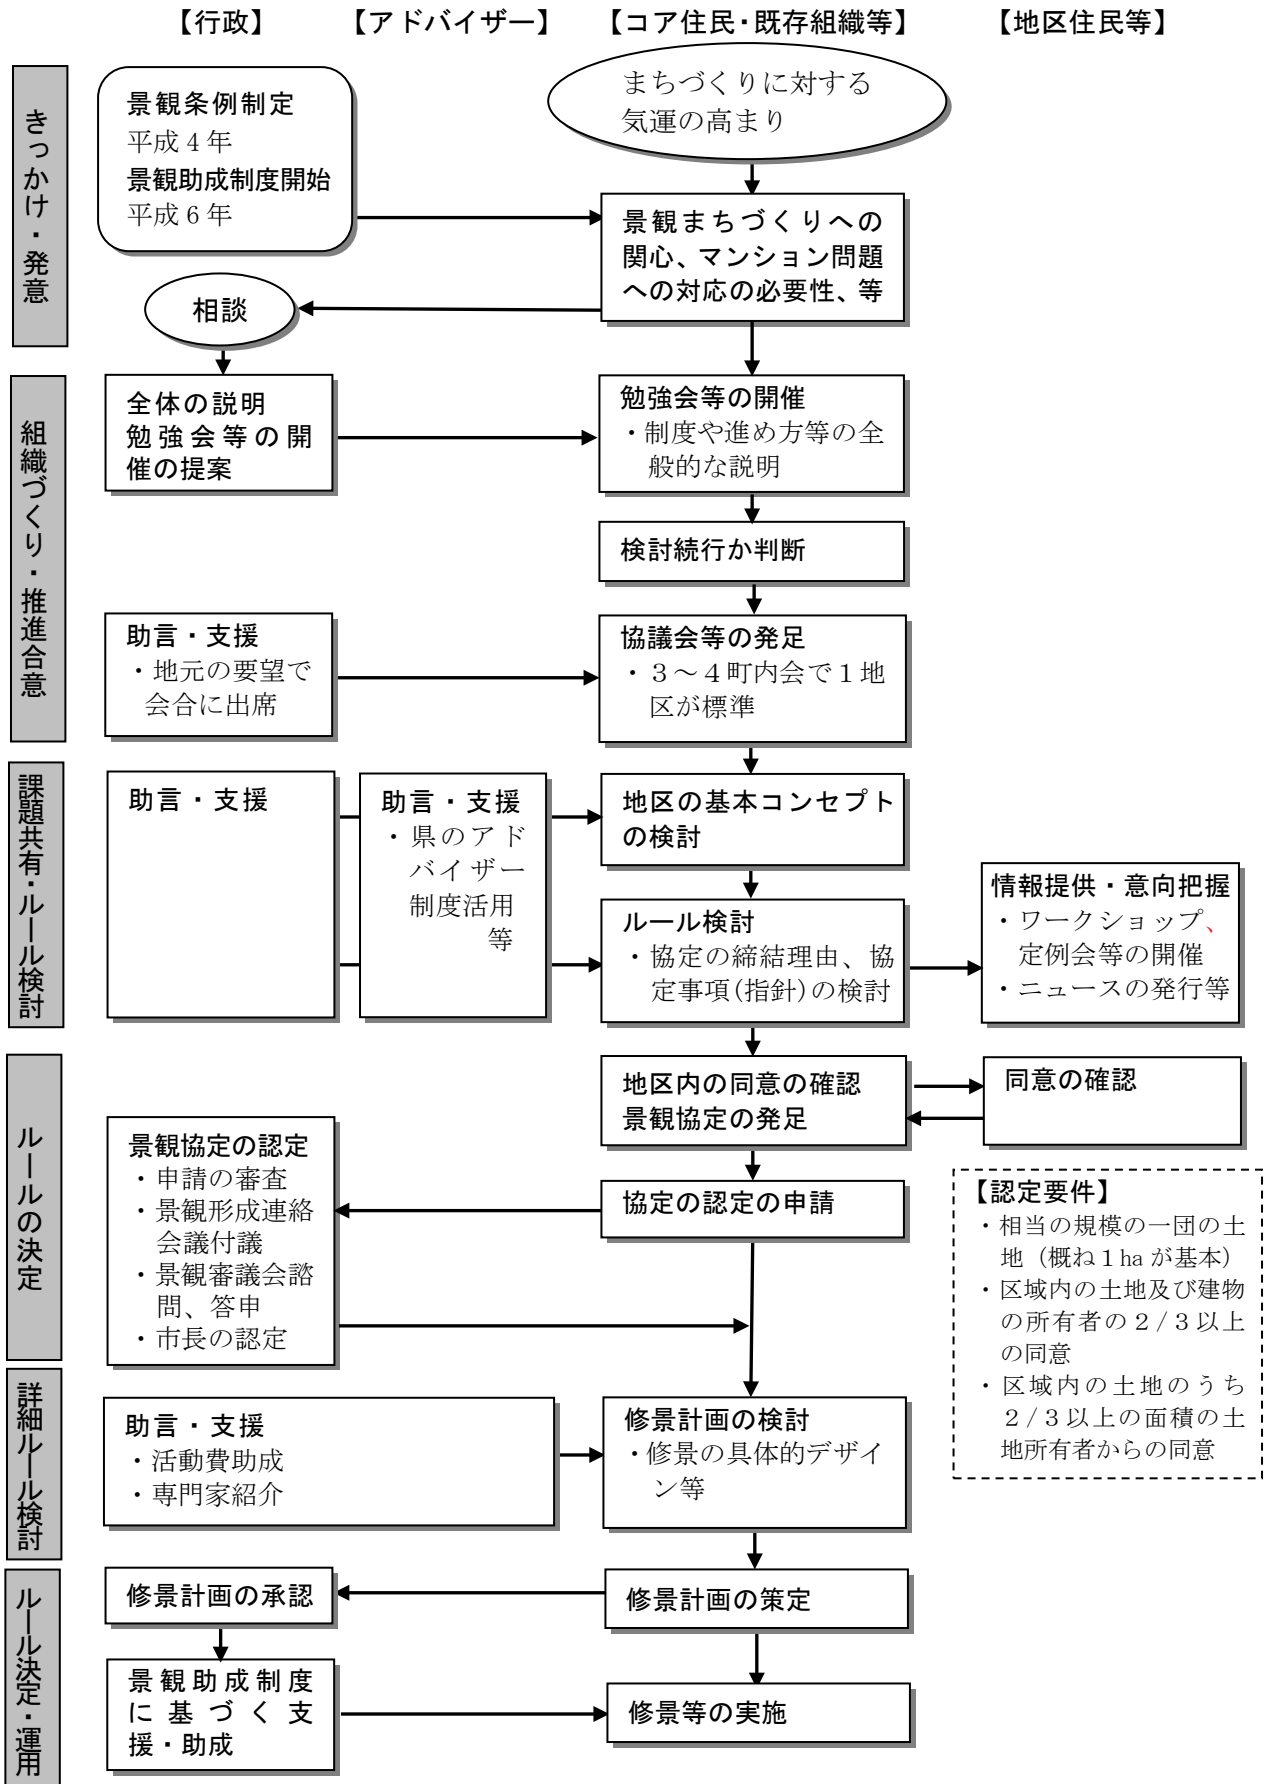 【行政】
【アドバイザー】
【コア住民・既存組織等】
【地区住民等】
きっかけ・発意
景観条例制定
平成４年
景観助成制度開始
平成６年
まちづくりに対する
気運の高まり
景観まちづくりへの
関心、マンション問題
への対応の必要性、等
相談
組織づくり・推進合意
全体の説明
勉強会等の開
催の提案
勉強会等の開催
・制度や進め方等の全
般的な説明
検討続行か判断
助言・支援
・地元の要望で
会合に出席
協議会等の発足
・３～４町内会で１地
区が標準
課題共有・ルール検討
助言・支援
助言・支援
・県のアド
バイザー
制度活用
等
地区の基本コンセプト
の検討
ルール検討
・協定の締結理由、協
定事項(指針)の検討
情報提供・意向把握
・ワークショップ、
定例会等の開催
・ニュースの発行等
ルールの決定
地区内の同意の確認
景観協定の発足
同意の確認
景観協定の認定
・申請の審査
・景観形成連絡
会議付議
・景観審議会諮
問、答申
・市長の認定
協定の認定の申請
【認定要件】
・相当の規模の一団の土
地（概ね１ha が基本）
・区域内の土地及び建物
の所有者の２/３以上
の同意
・区域内の土地のうち
２/３以上の面積の土
地所有者からの同意
詳細ルール検討
助言・支援
・活動費助成
・専門家紹介
修景計画の検討
・修景の具体的デザイ
ン等
ルール決定・運用
修景計画の承認
修景計画の策定
景観助成制度
に基づく支
援・助成
修景等の実施